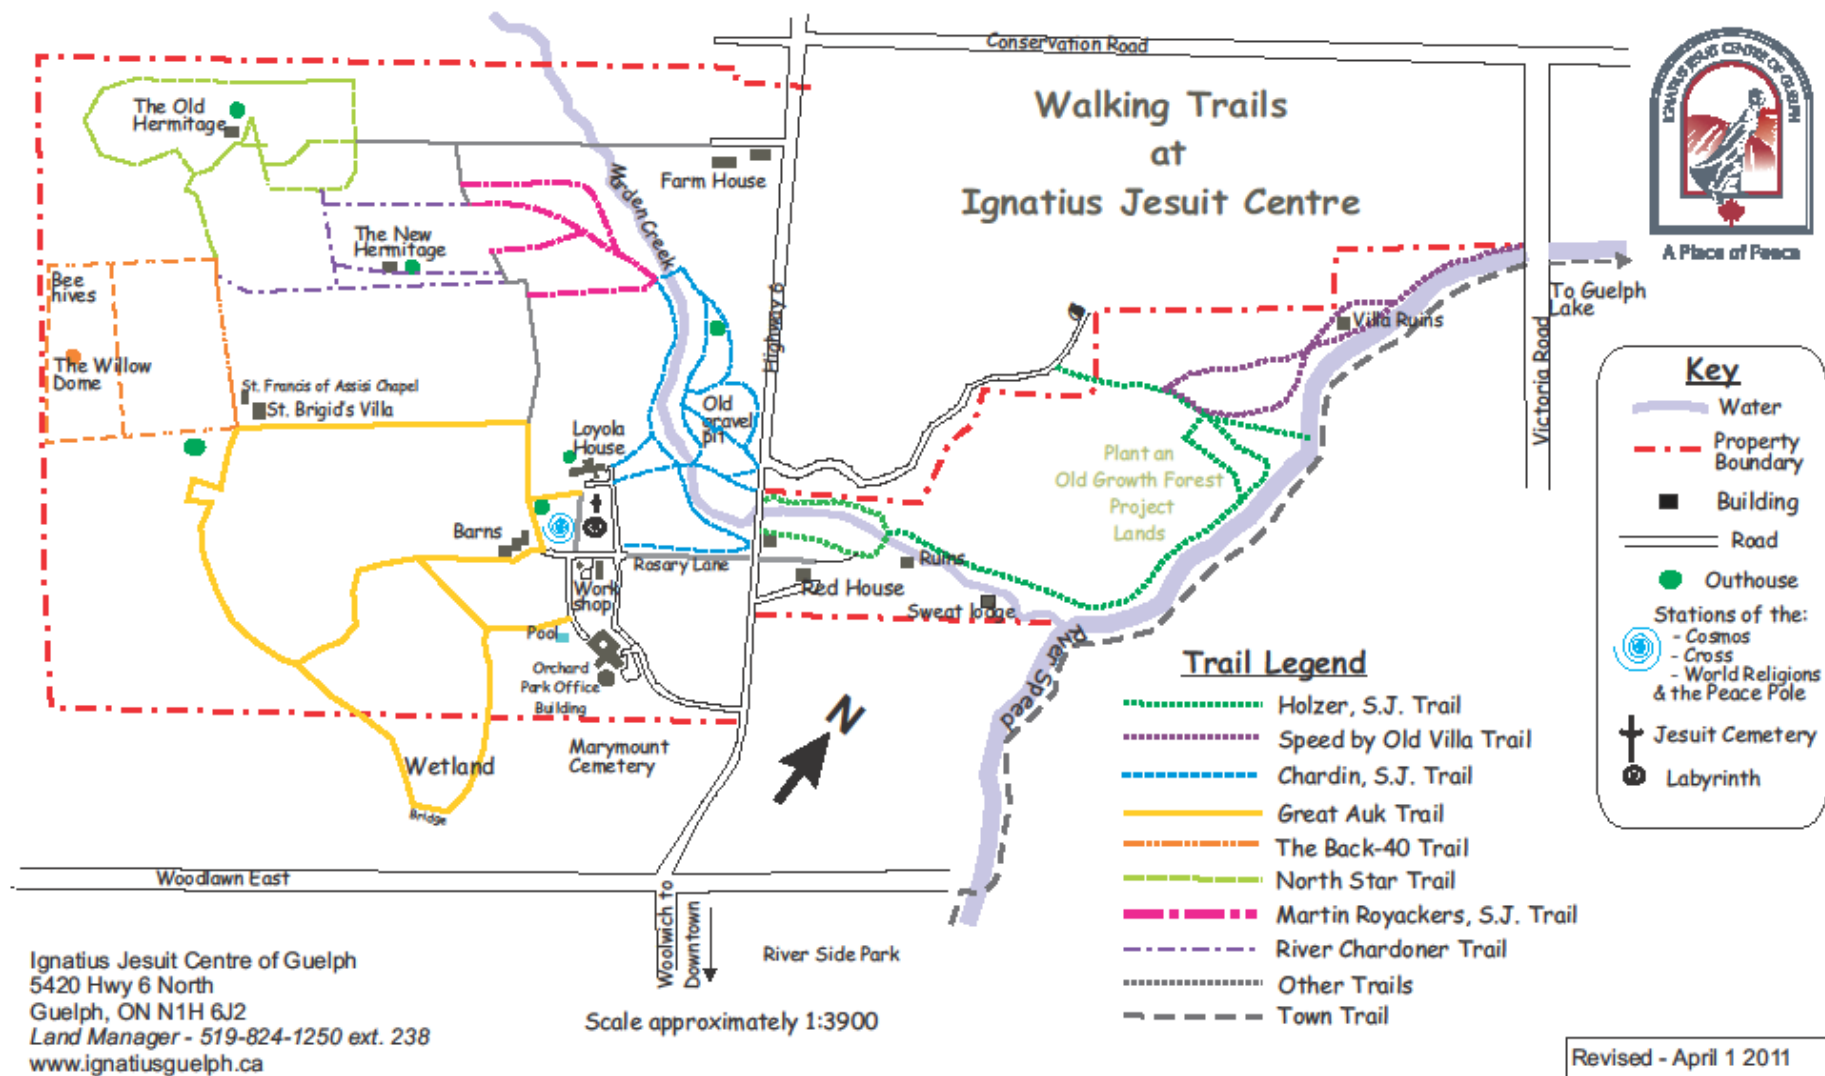 Conservation Road
IGNATIUS JESUIT CENTRE OF GUELPH
A Place of Peace
Walking Trails
at
Ignatius Jesuit Centre
The Old
Hermitage
Farm House
Morden Creek
The New
Hermitage
Bee
hives
The Willow
Dome
St. Francis of Assisi Chapel
St. Brigid's Villa
Highway 6
Old
gravel
pit
Loyola
House
Barns
Rosary Lane
Work
shop
Pool
Orchard
Park Office
Building
Marymount
Cemetery
Wetland
Bridge
Red House
Ruins
Sweat lodge
River Speed
Plant an
Old Growth Forest
Project
Lands
Villa Ruins
Victoria Road
To Guelph
Lake
N
Key
Water
Property
Boundary
Building
Road
Outhouse
Stations of the:
- Cosmos
- Cross
- World Religions
& the Peace Pole
Jesuit Cemetery
Labyrinth
Trail Legend
Holzer, S.J. Trail
Speed by Old Villa Trail
Chardin, S.J. Trail
Great Auk Trail
The Back-40 Trail
North Star Trail
Martin Royackers, S.J. Trail
River Chardoner Trail
Other Trails
Town Trail
Woodlawn East
Woolwich to
Downtown
River Side Park
Scale approximately 1:3900
Ignatius Jesuit Centre of Guelph
5420 Hwy 6 North
Guelph, ON N1H 6J2
Land Manager - 519-824-1250 ext. 238
www.ignatiusguelph.ca
Revised - April 1 2011